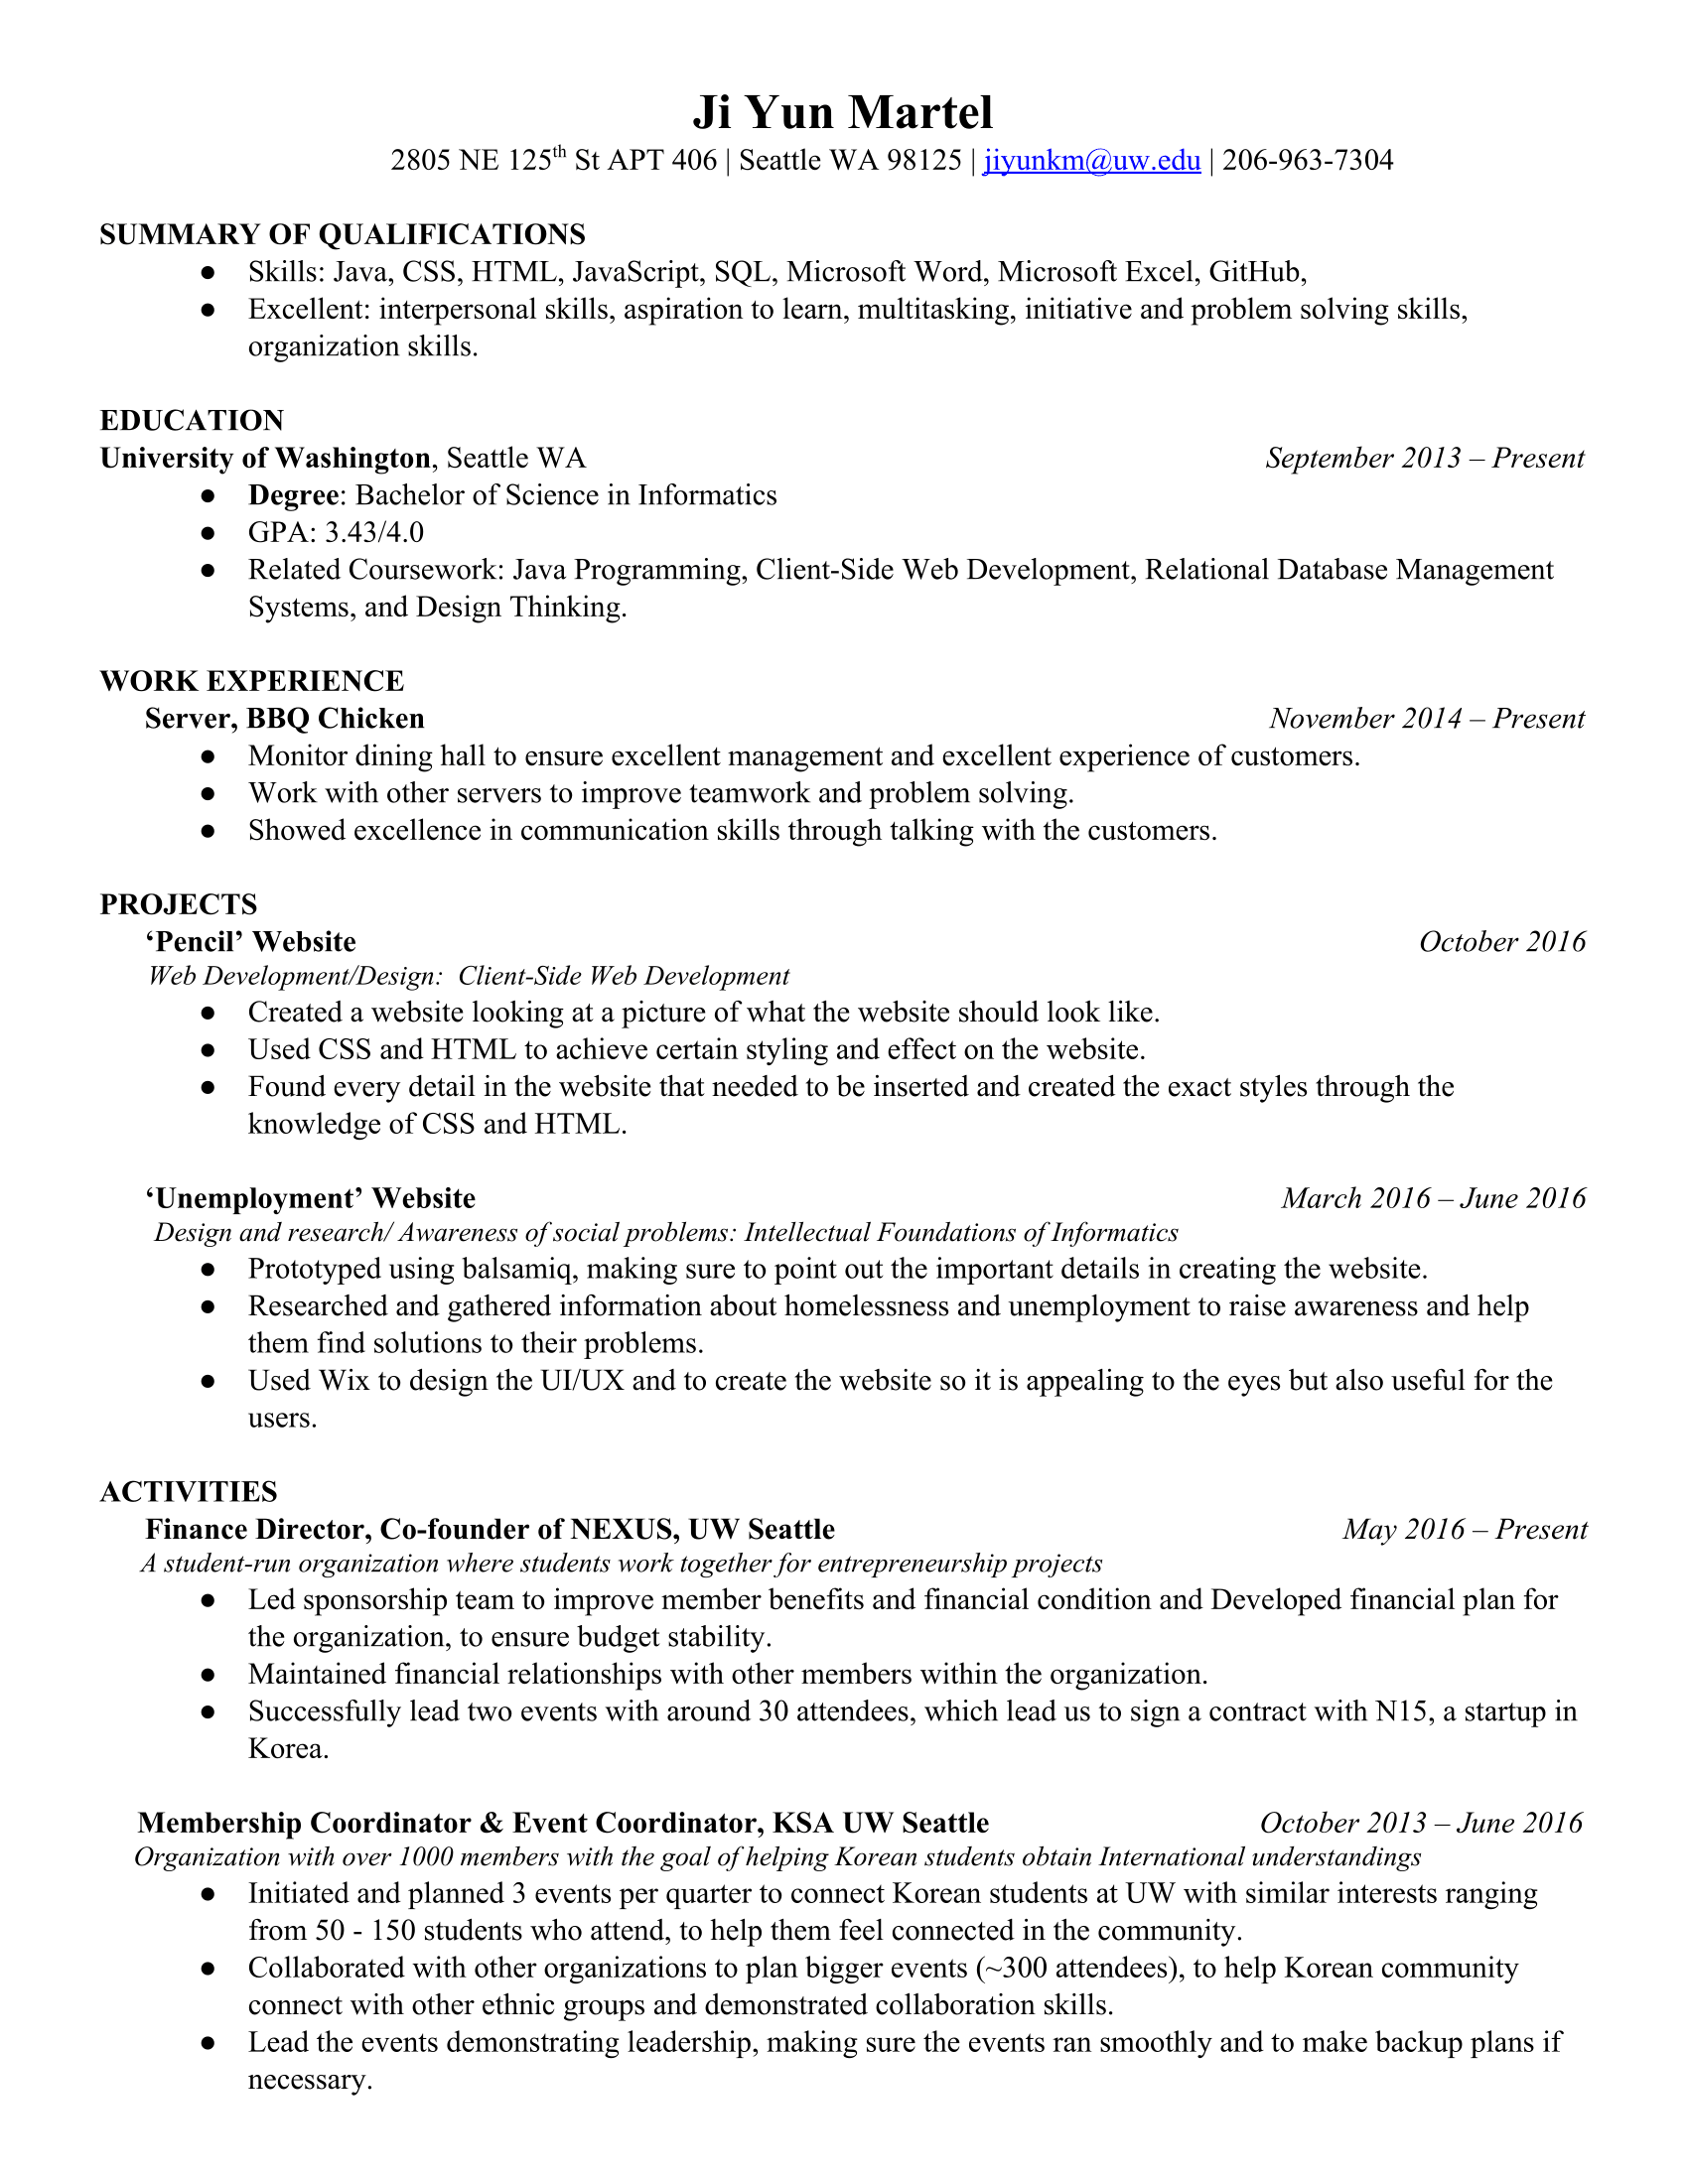 Ji Yun Martel
2805 NE 125th St APT 406 | Seattle WA 98125 | jiyunkm@uw.edu | 206-963-7304
SUMMARY OF QUALIFICATIONS
● Skills: Java, CSS, HTML, JavaScript, SQL, Microsoft Word, Microsoft Excel, GitHub,
● Excellent: interpersonal skills, aspiration to learn, multitasking, initiative and problem solving skills,
organization skills.
EDUCATION
University of Washington, Seattle WA September 2013 – Present
● Degree: Bachelor of Science in Informatics
● GPA: 3.43/4.0
● Related Coursework: Java Programming, Client-Side Web Development, Relational Database Management
Systems, and Design Thinking.
WORK EXPERIENCE
Server, BBQ Chicken November 2014 – Present
● Monitor dining hall to ensure excellent management and excellent experience of customers.
● Work with other servers to improve teamwork and problem solving.
● Showed excellence in communication skills through talking with the customers.
PROJECTS
‘Pencil’ Website October 2016
Web Development/Design: Client-Side Web Development
● Created a website looking at a picture of what the website should look like.
● Used CSS and HTML to achieve certain styling and effect on the website.
● Found every detail in the website that needed to be inserted and created the exact styles through the
knowledge of CSS and HTML.
‘Unemployment’ Website March 2016 – June 2016
Design and research/ Awareness of social problems: Intellectual Foundations of Informatics
● Prototyped using balsamiq, making sure to point out the important details in creating the website.
● Researched and gathered information about homelessness and unemployment to raise awareness and help
them find solutions to their problems.
● Used Wix to design the UI/UX and to create the website so it is appealing to the eyes but also useful for the
users.
ACTIVITIES
Finance Director, Co-founder of NEXUS, UW Seattle May 2016 – Present
A student-run organization where students work together for entrepreneurship projects
● Led sponsorship team to improve member benefits and financial condition and Developed financial plan for
the organization, to ensure budget stability.
● Maintained financial relationships with other members within the organization.
● Successfully lead two events with around 30 attendees, which lead us to sign a contract with N15, a startup in
Korea.
Membership Coordinator & Event Coordinator, KSA UW Seattle October 2013 – June 2016
Organization with over 1000 members with the goal of helping Korean students obtain International understandings
● Initiated and planned 3 events per quarter to connect Korean students at UW with similar interests ranging
from 50 - 150 students who attend, to help them feel connected in the community.
● Collaborated with other organizations to plan bigger events (~300 attendees), to help Korean community
connect with other ethnic groups and demonstrated collaboration skills.
● Lead the events demonstrating leadership, making sure the events ran smoothly and to make backup plans if
necessary.